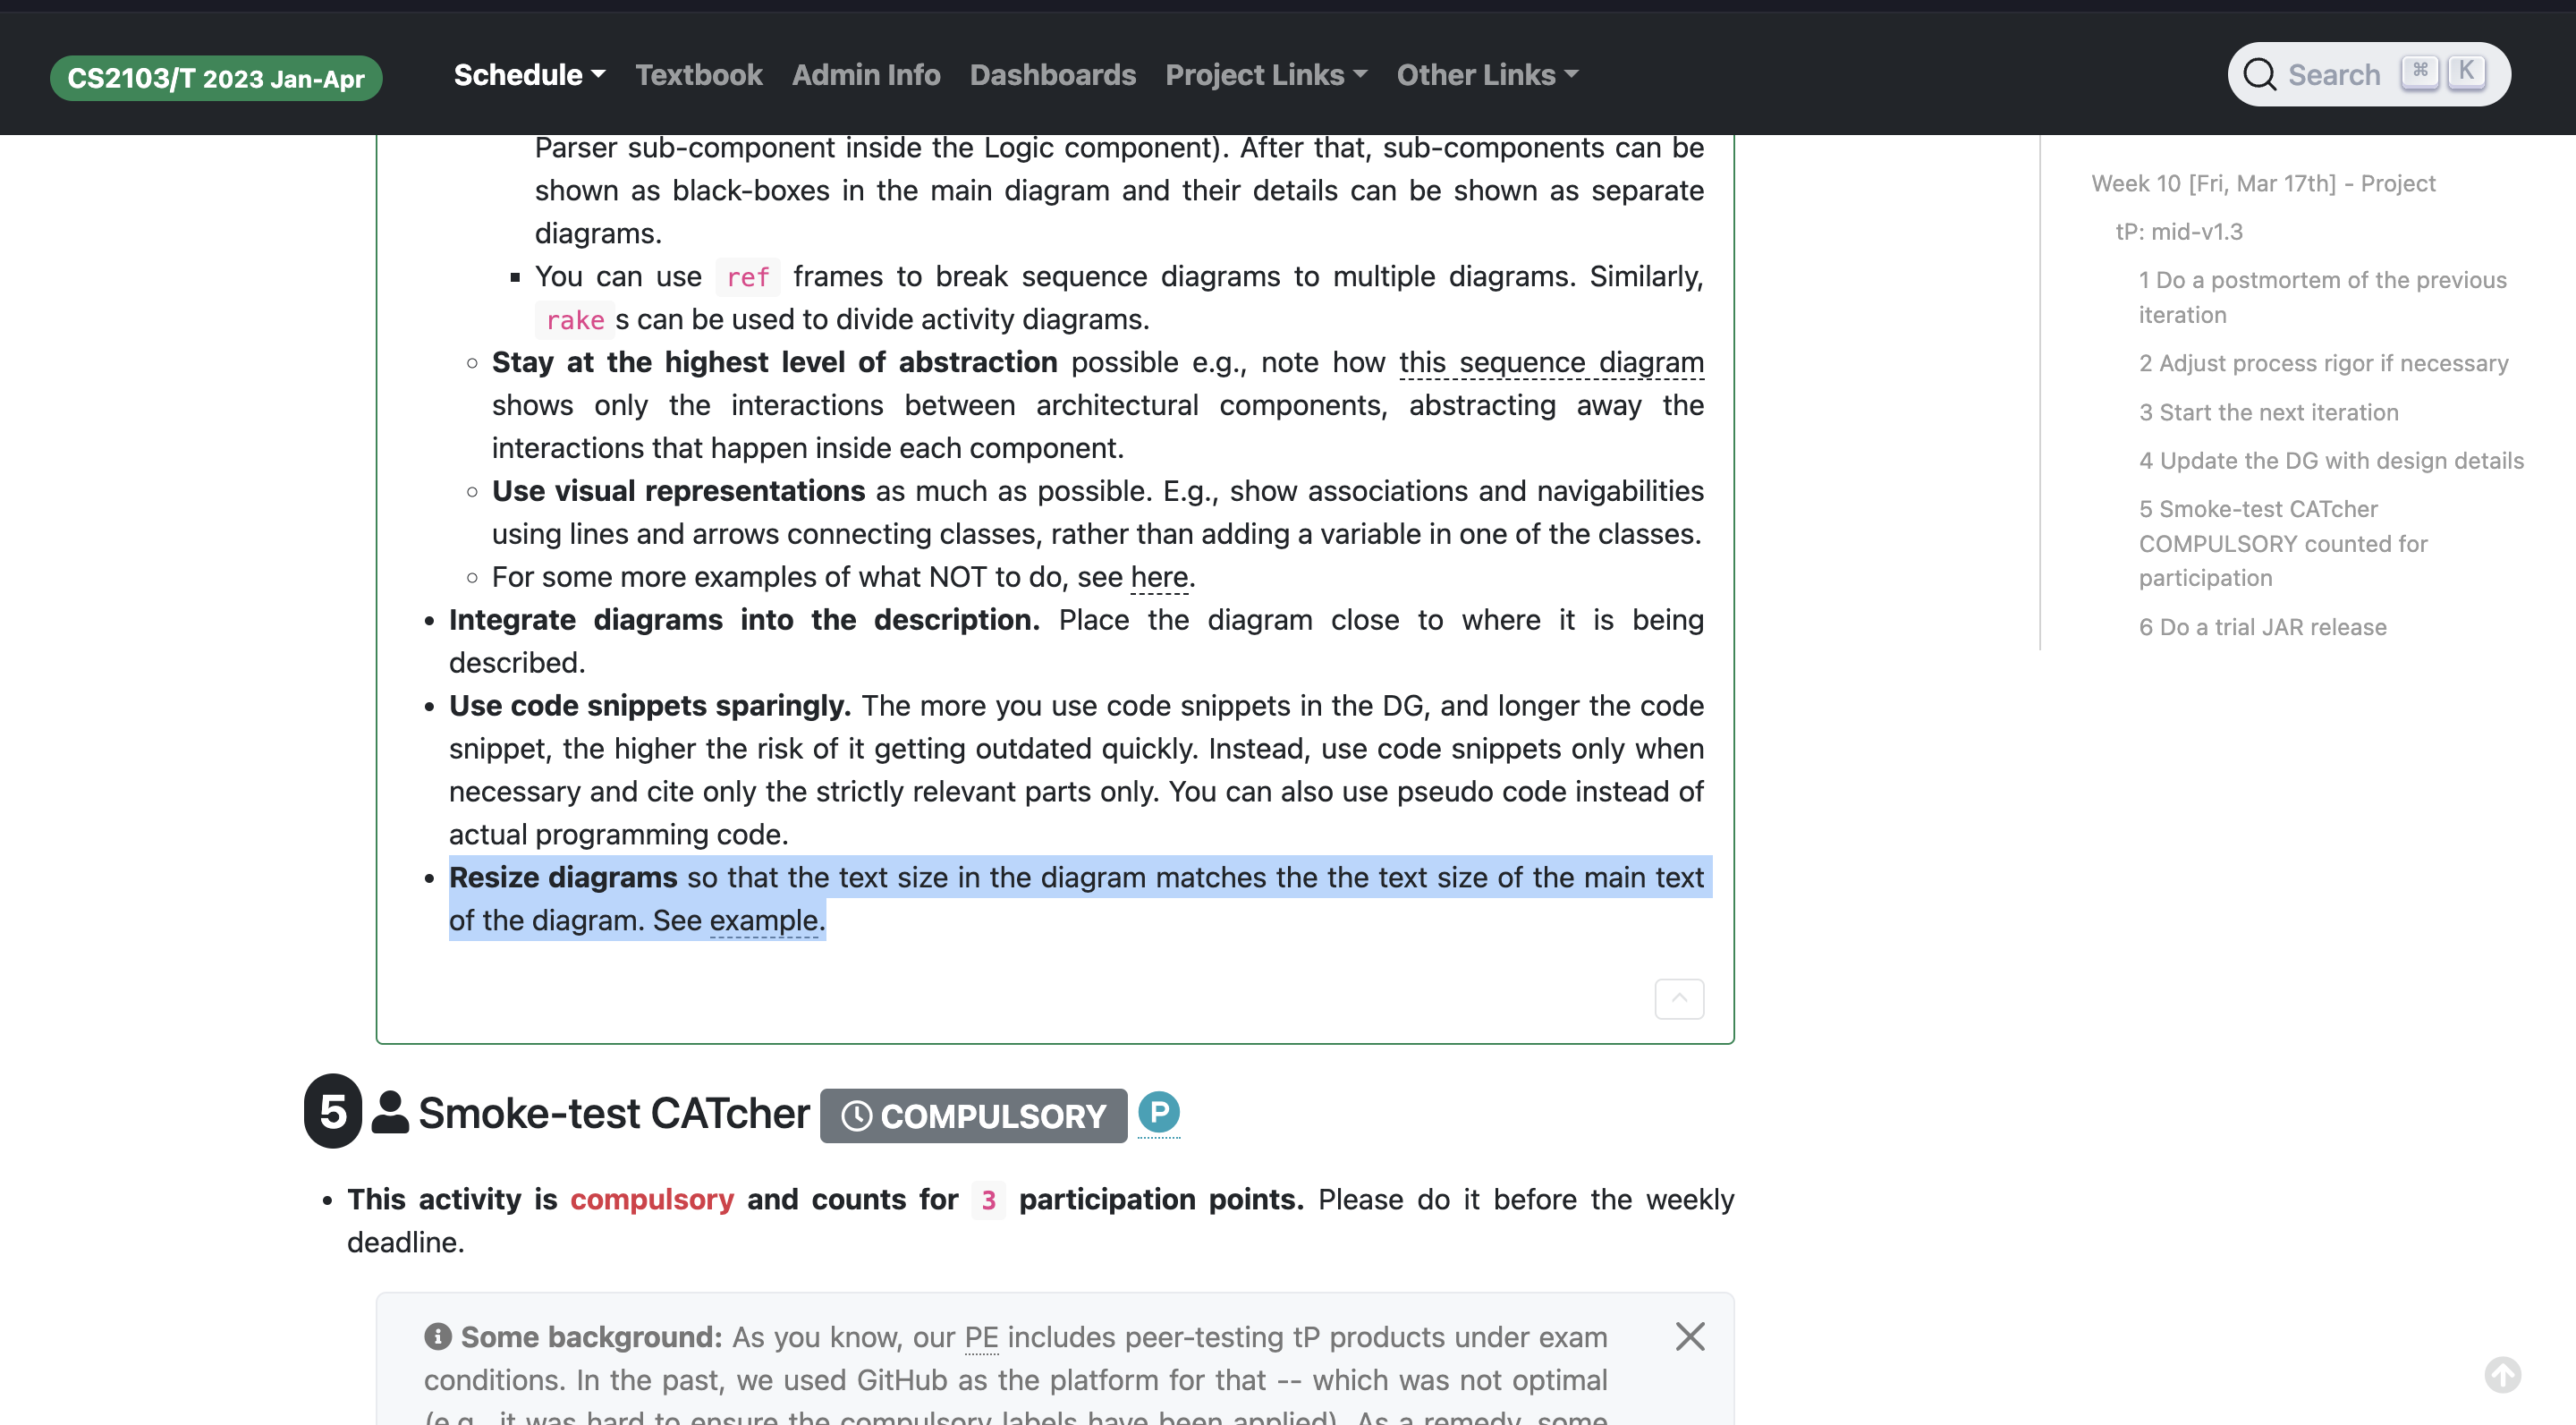 CS2103/T 2023 Jan-Apr
Schedule
Textbook
Admin Info
Dashboards
Project Links
Other Links
Search ⌘ K
Parser sub-component inside the Logic component). After that, sub-components can be
shown as black-boxes in the main diagram and their details can be shown as separate
diagrams.
You can use ref frames to break sequence diagrams to multiple diagrams. Similarly,
rake s can be used to divide activity diagrams.
Stay at the highest level of abstraction possible e.g., note how this sequence diagram
shows only the interactions between architectural components, abstracting away the
interactions that happen inside each component.
Use visual representations as much as possible. E.g., show associations and navigabilities
using lines and arrows connecting classes, rather than adding a variable in one of the classes.
For some more examples of what NOT to do, see here.
Integrate diagrams into the description. Place the diagram close to where it is being
described.
Use code snippets sparingly. The more you use code snippets in the DG, and longer the code
snippet, the higher the risk of it getting outdated quickly. Instead, use code snippets only when
necessary and cite only the strictly relevant parts only. You can also use pseudo code instead of
actual programming code.
Resize diagrams so that the text size in the diagram matches the the text size of the main text
of the diagram. See example.
5 Smoke-test CATcher COMPULSORY P
This activity is compulsory and counts for 3 participation points. Please do it before the weekly
deadline.
Some background: As you know, our PE includes peer-testing tP products under exam
conditions. In the past, we used GitHub as the platform for that -- which was not optimal
(e.g., it was hard to ensure the compulsory labels have been applied). As a remedy, some
Week 10 [Fri, Mar 17th] - Project
tP: mid-v1.3
1 Do a postmortem of the previous
iteration
2 Adjust process rigor if necessary
3 Start the next iteration
4 Update the DG with design details
5 Smoke-test CATcher
COMPULSORY counted for
participation
6 Do a trial JAR release